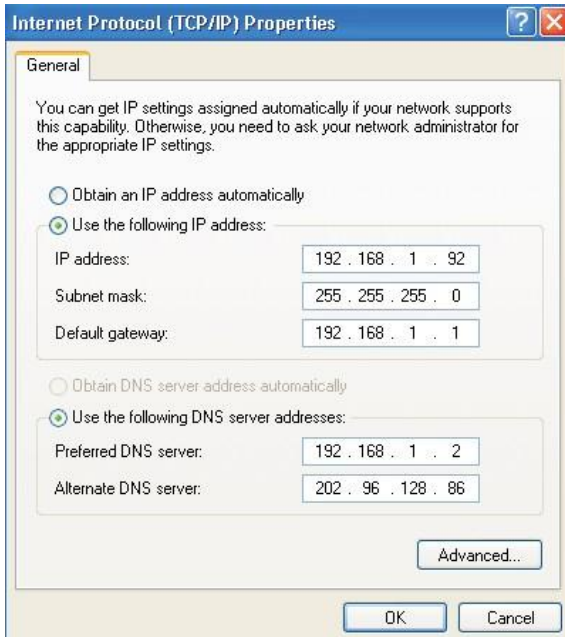 Internet Protocol (TCP/IP) Properties
General
You can get IP settings assigned automatically if your network supports
this capability. Otherwise, you need to ask your network administrator for
the appropriate IP settings.
Obtain an IP address automatically
Use the following IP address:
IP address: 192 . 168 . 1 . 92
Subnet mask: 255 . 255 . 255 . 0
Default gateway: 192 . 168 . 1 . 1
Obtain DNS server address automatically
Use the following DNS server addresses:
Preferred DNS server: 192 . 168 . 1 . 2
Alternate DNS server: 202 . 96 . 128 . 86
Advanced...
OK Cancel